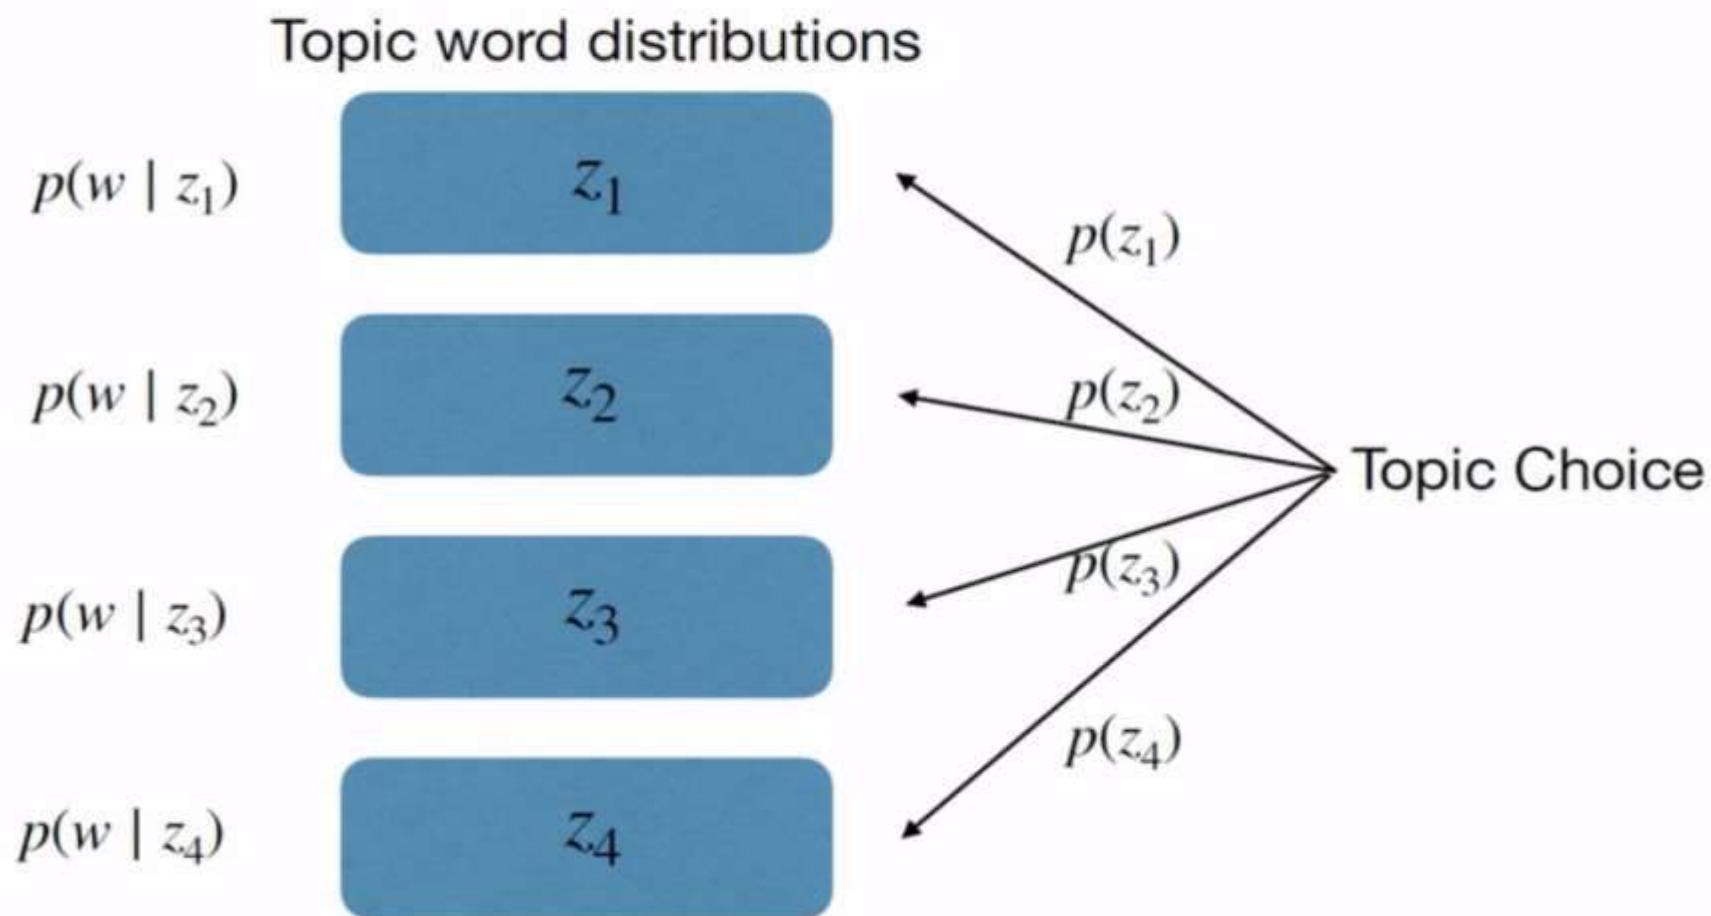 Topic word distributions
p(w | z₁)
z₁
p(z₁)
p(w | z₂)
z₂
p(z₂)
Topic Choice
p(w | z₃)
z₃
p(z₃)
p(w | z₄)
z₄
p(z₄)